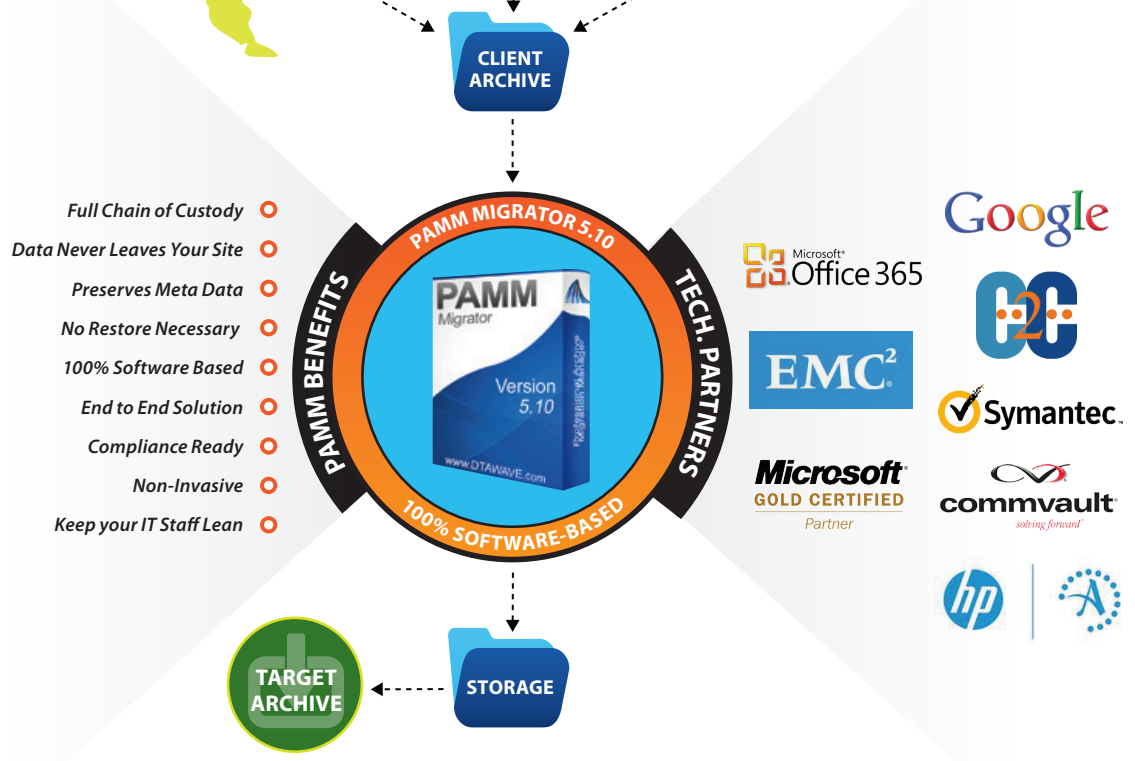 CLIENT
ARCHIVE
PAMM MIGRATOR 5.10
PAMM BENEFITS
Full Chain of Custody
Data Never Leaves Your Site
Preserves Meta Data
No Restore Necessary
100% Software Based
End to End Solution
Compliance Ready
Non-Invasive
Keep your IT Staff Lean
PAMM
Migrator
Version
5.10
www.DTAWAVE.com
100% SOFTWARE-BASED
TECH. PARTNERS
Microsoft®
Office 365
EMC²
Microsoft®
GOLD CERTIFIED
Partner
Google
C2C
Symantec™
commvault®
solving forward™
hp
A
STORAGE
TARGET
ARCHIVE